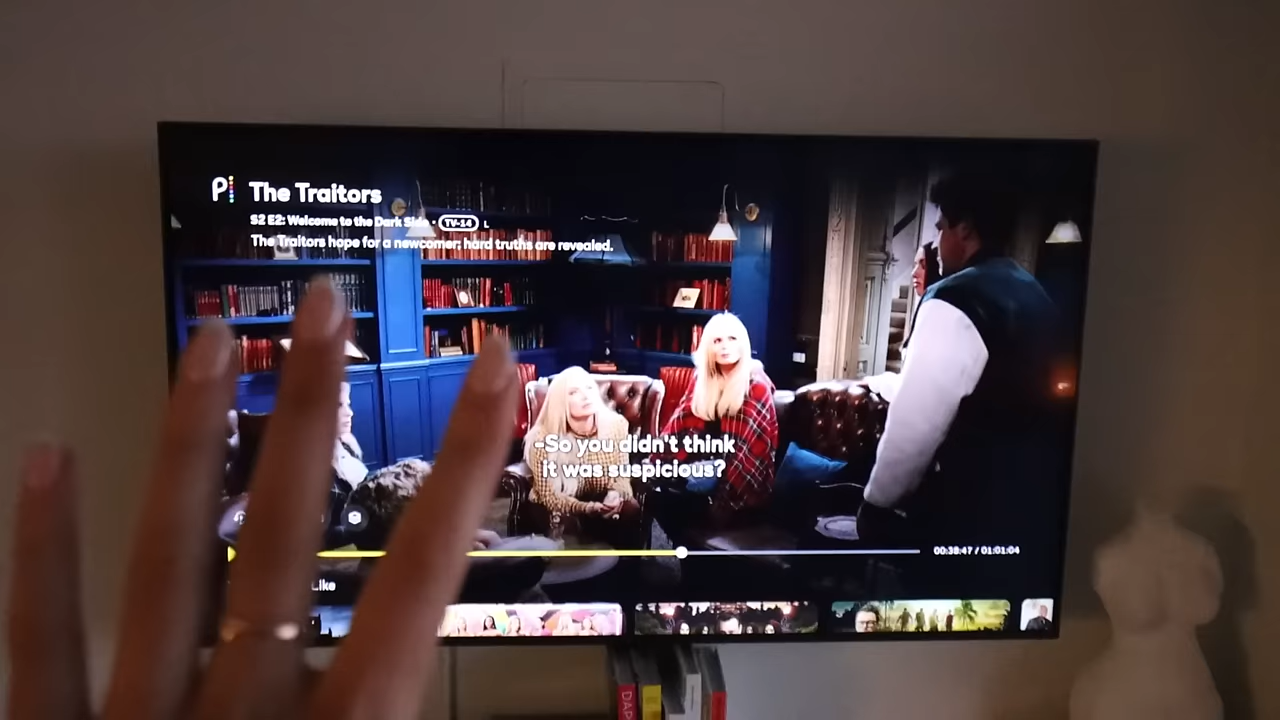 P
The Traitors
S2 E2: Welcome to the Dark Side • TV-14 L
The Traitors hope for a newcomer; hard truths are revealed.
-So you didn't think
it was suspicious?
00:38:47 / 01:01:04
Like
DAP